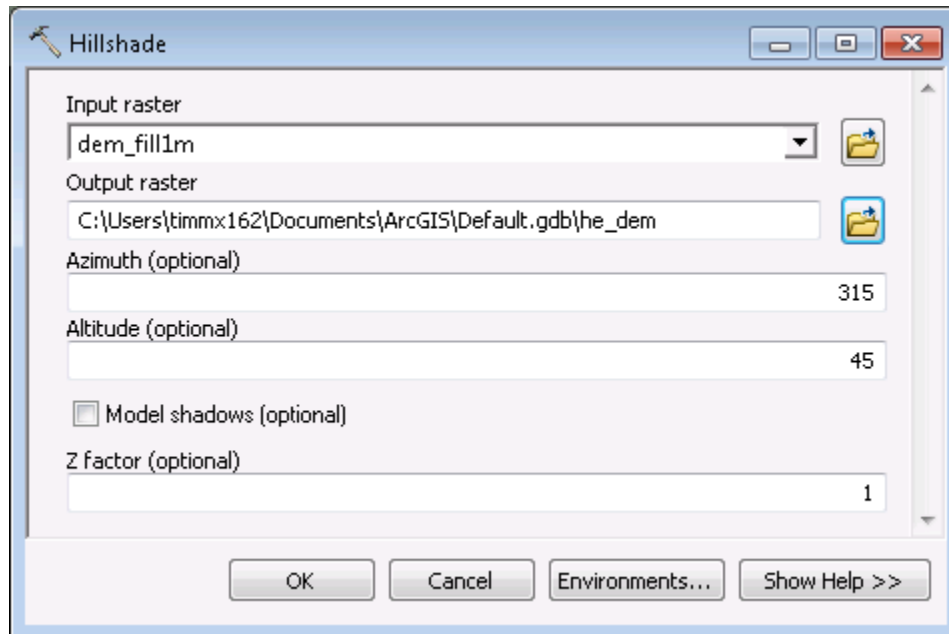 Hillshade
Input raster
dem_fill1m
Output raster
C:\Users\timmx162\Documents\ArcGIS\Default.gdb\he_dem
Azimuth (optional)
315
Altitude (optional)
45
Model shadows (optional)
Z factor (optional)
1
OK Cancel Environments... Show Help >>